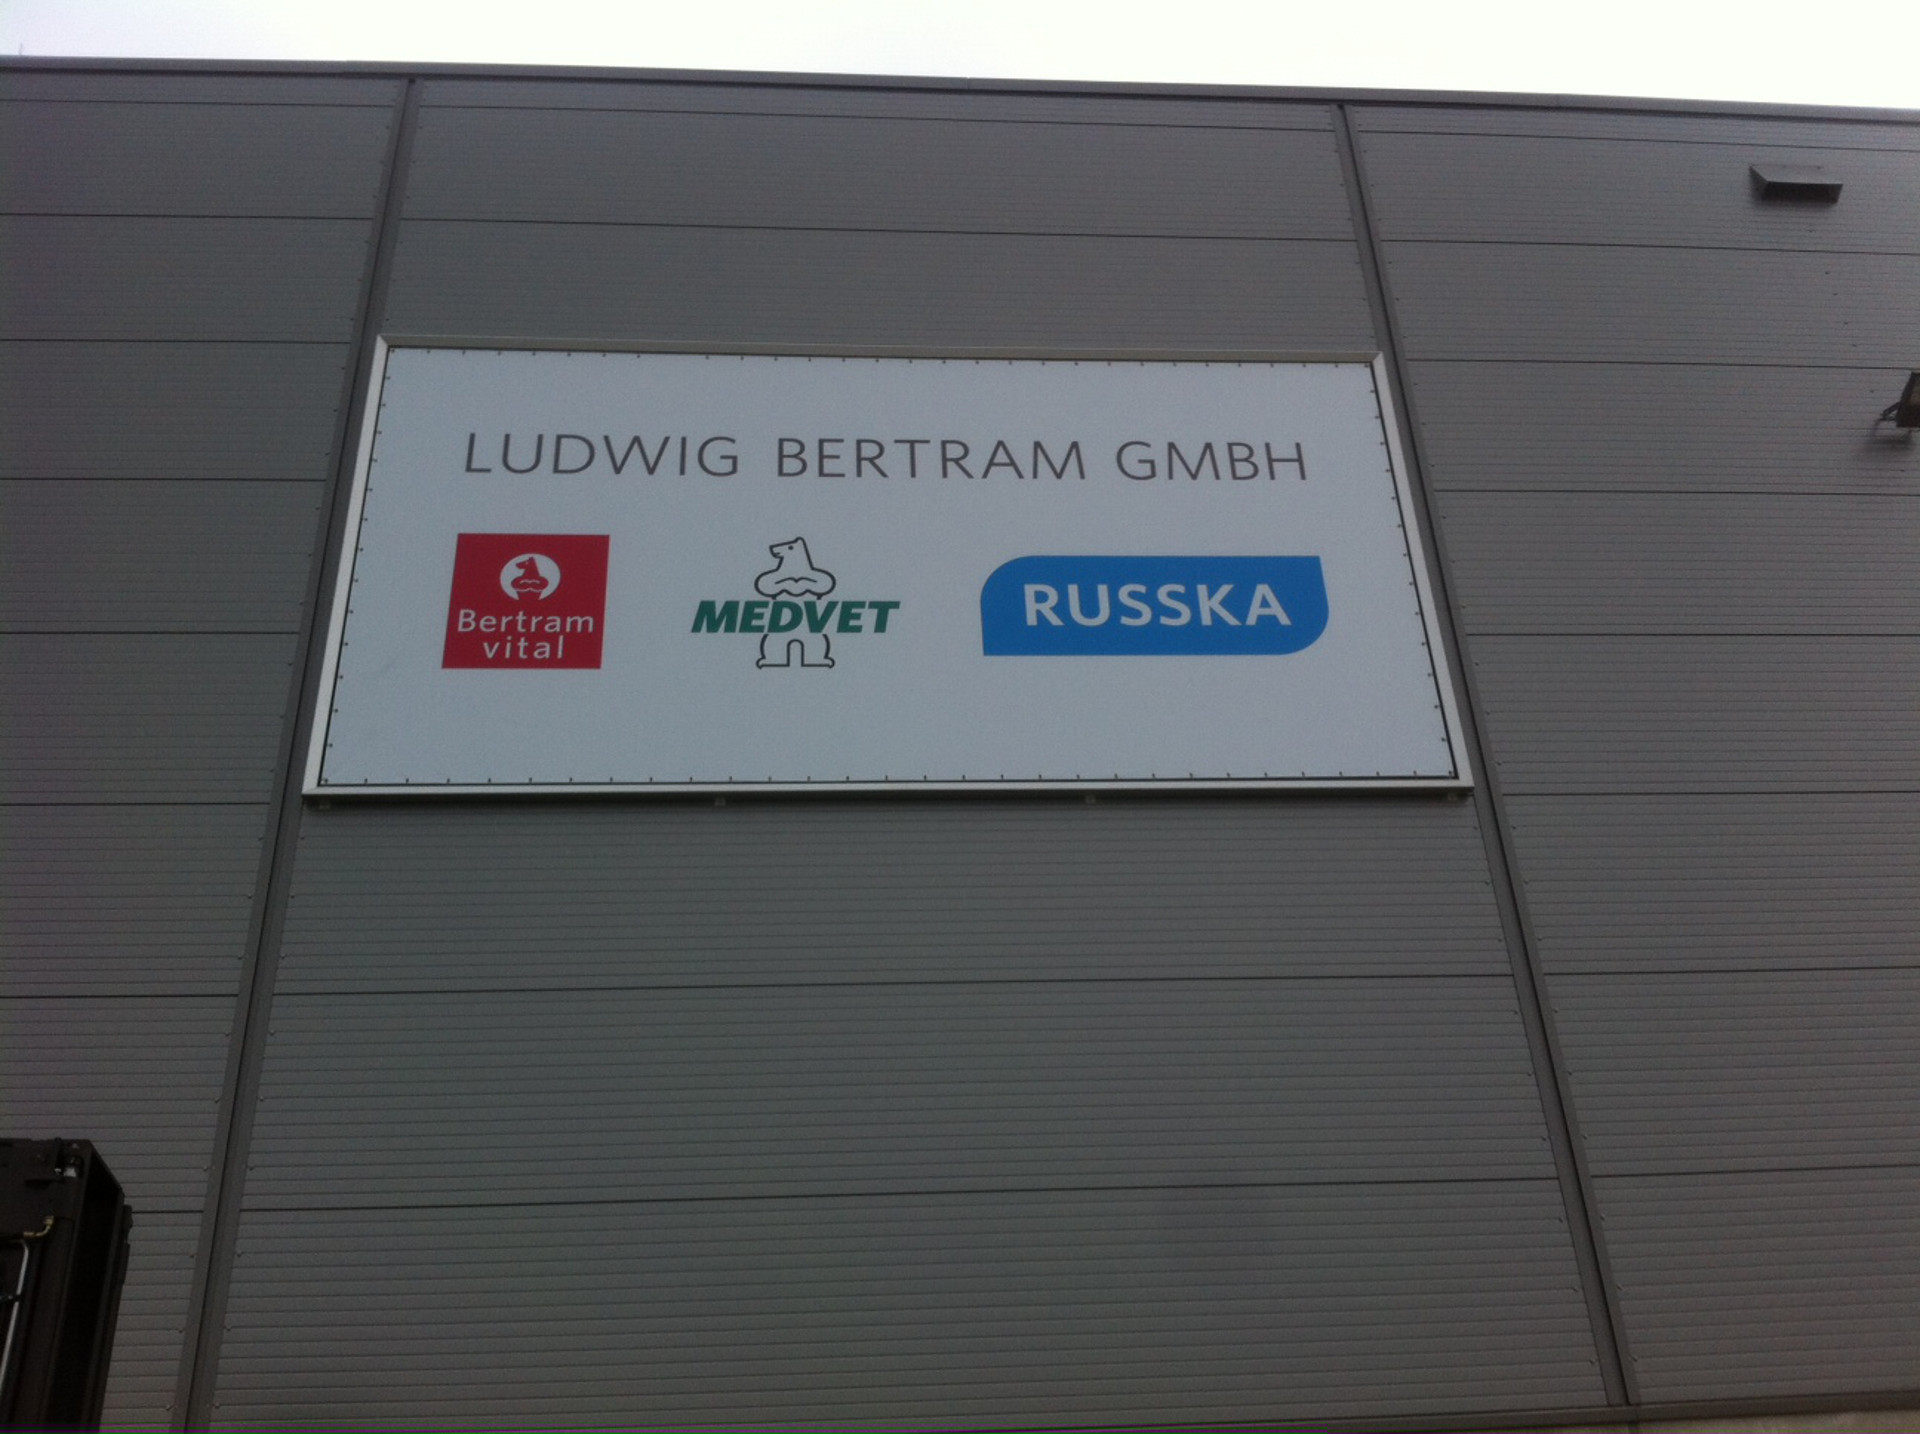 LUDWIG BERTRAM GMBH
Bertram
vital
MEDVET
RUSSKA